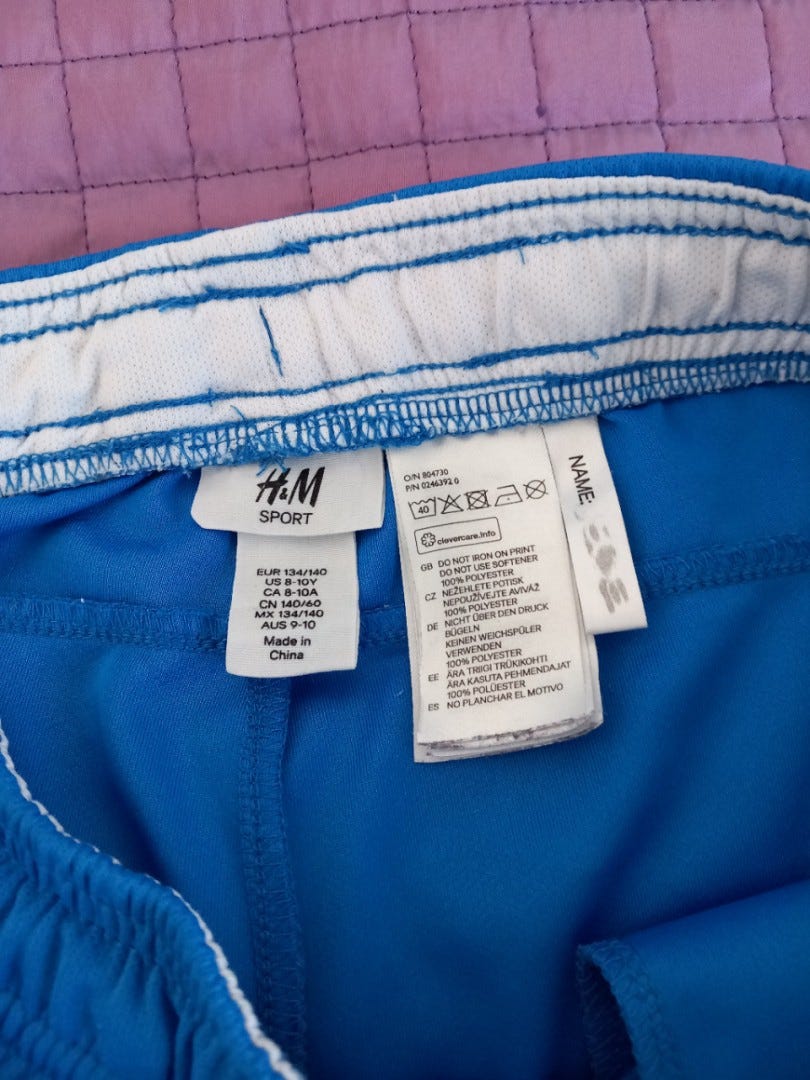 H&M
SPORT
EUR 134/140
US 8-10Y
CA 8-10A
CN 140/60
MX 134/140
AUS 9-10
Made in
China
O/N 804730
P/N 0246392 0
40
clevercare.info
GB DO NOT IRON ON PRINT
DO NOT USE SOFTENER
100% POLYESTER
CZ NEŽEHLETE POTISK
NEPOUŽÍVEJTE AVIVÁŽ
100% POLYESTER
DE NICHT ÜBER DEN DRUCK
BÜGELN
KEINEN WEICHSPÜLER
VERWENDEN
100% POLYESTER
EE ÄRA TRIIGI TRÜKIKOHTI
ÄRA KASUTA PEHMENDAJAT
100% POLÜESTER
ES NO PLANCHAR EL MOTIVO
NAME: